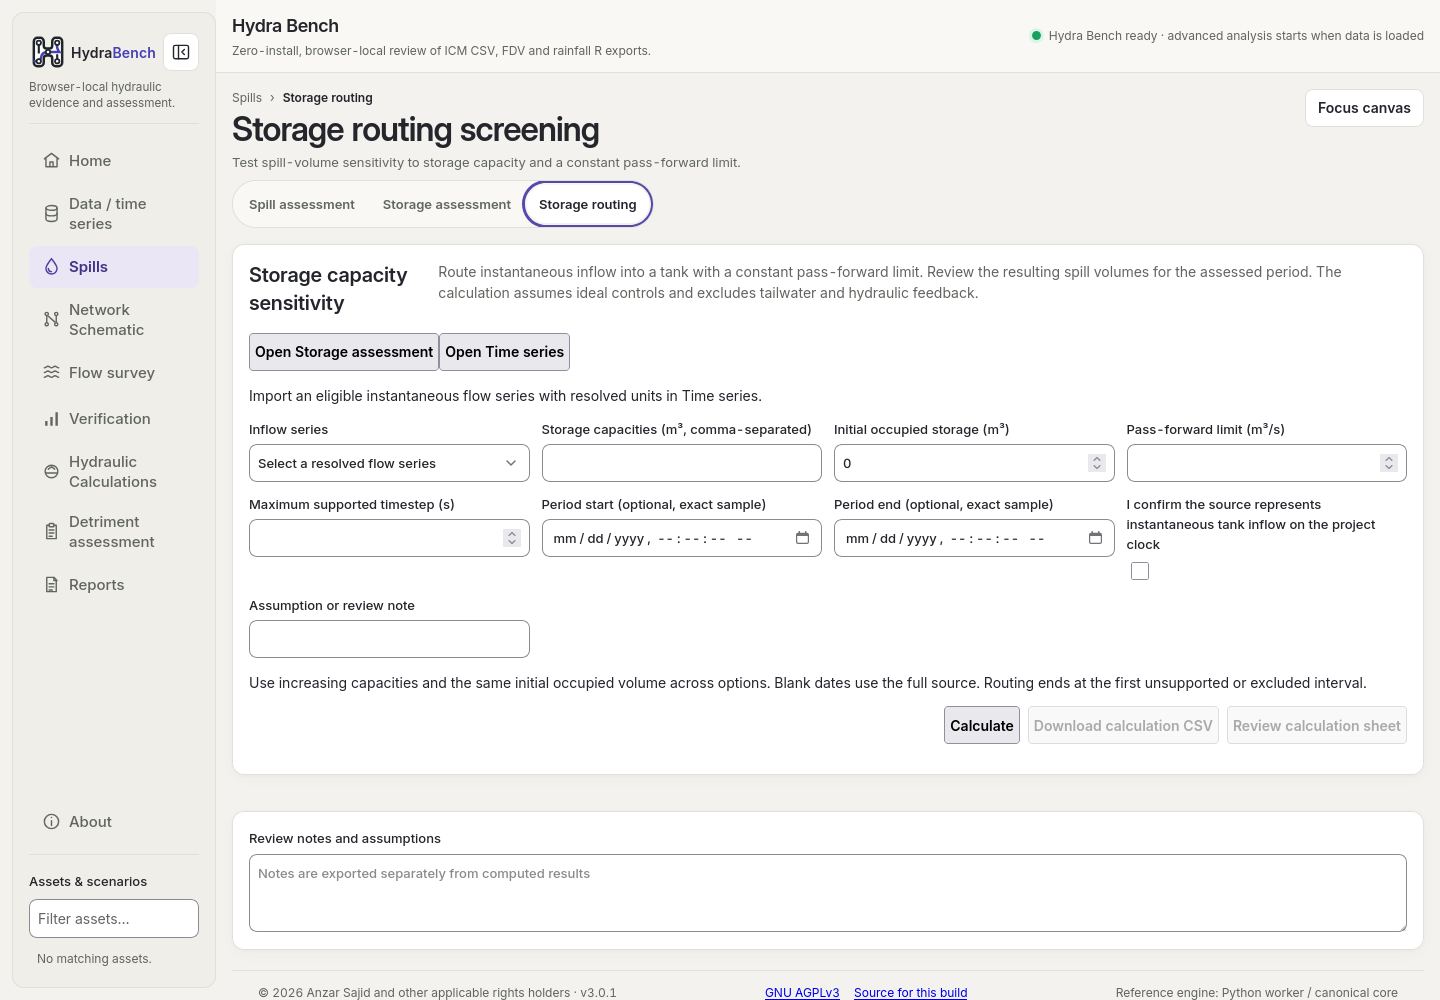 HydraBench
Browser-local hydraulic
evidence and assessment.
Home
Data / time
series
Spills
Network
Schematic
Flow survey
Verification
Hydraulic
Calculations
Detriment
assessment
Reports
About
Assets & scenarios
Filter assets...
No matching assets.
Hydra Bench
Zero-install, browser-local review of ICM CSV, FDV and rainfall R exports.
Hydra Bench ready · advanced analysis starts when data is loaded
Spills › Storage routing
Storage routing screening
Test spill-volume sensitivity to storage capacity and a constant pass-forward limit.
Focus canvas
Spill assessment Storage assessment Storage routing
Storage capacity
sensitivity
Route instantaneous inflow into a tank with a constant pass-forward limit. Review the resulting spill volumes for the assessed period. The
calculation assumes ideal controls and excludes tailwater and hydraulic feedback.
Open Storage assessment Open Time series
Import an eligible instantaneous flow series with resolved units in Time series.
Inflow series
Select a resolved flow series
Storage capacities (m³, comma-separated)
Initial occupied storage (m³)
0
Pass-forward limit (m³/s)
Maximum supported timestep (s)
Period start (optional, exact sample)
mm/dd/yyyy, --:--:-- --
Period end (optional, exact sample)
mm/dd/yyyy, --:--:-- --
I confirm the source represents
instantaneous tank inflow on the project
clock
Assumption or review note
Use increasing capacities and the same initial occupied volume across options. Blank dates use the full source. Routing ends at the first unsupported or excluded interval.
Calculate Download calculation CSV Review calculation sheet
Review notes and assumptions
Notes are exported separately from computed results
© 2026 Anzar Sajid and other applicable rights holders · v3.0.1
GNU AGPLv3 Source for this build
Reference engine: Python worker / canonical core